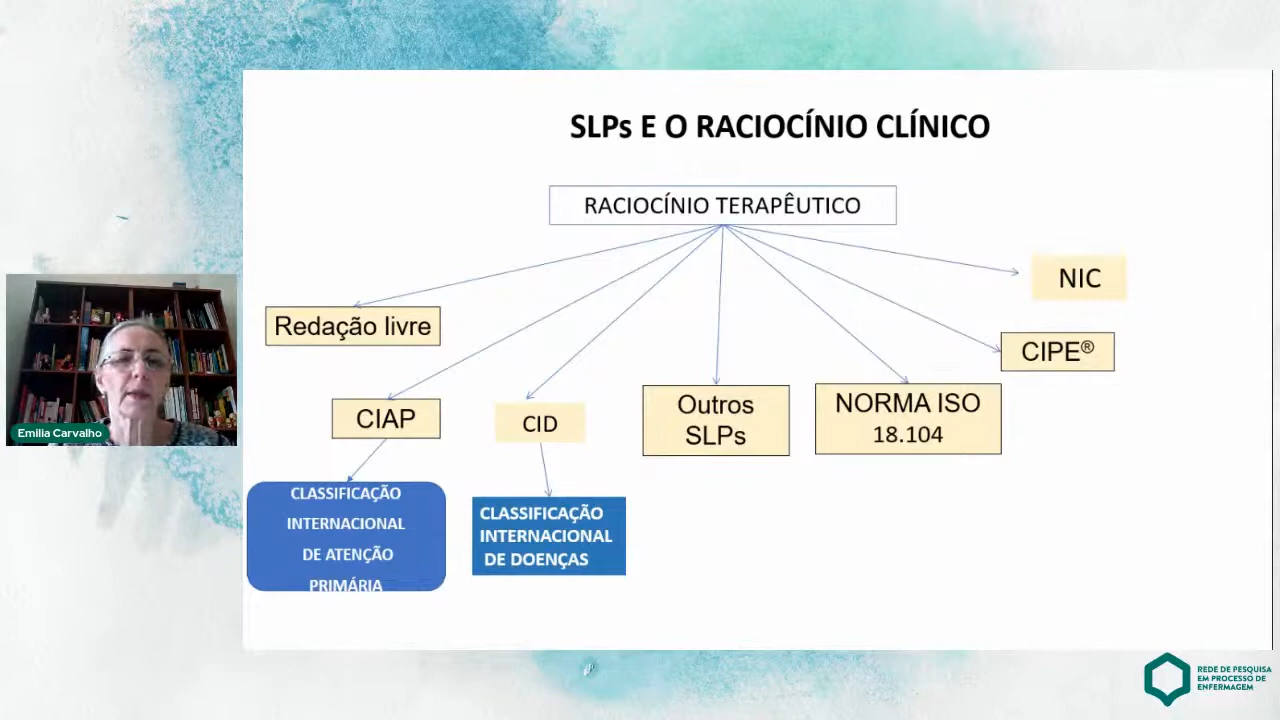 SLPs E O RACIOCÍNIO CLÍNICO
RACIOCÍNIO TERAPÊUTICO
NIC
Redação livre
CIPE®
CIAP
CID
Outros
SLPs
NORMA ISO
18.104
CLASSIFICAÇÃO
INTERNACIONAL
DE ATENÇÃO
PRIMÁRIA
CLASSIFICAÇÃO
INTERNACIONAL
DE DOENÇAS
Emilia Carvalho
REDE DE PESQUISA
EM PROCESSO DE
ENFERMAGEM